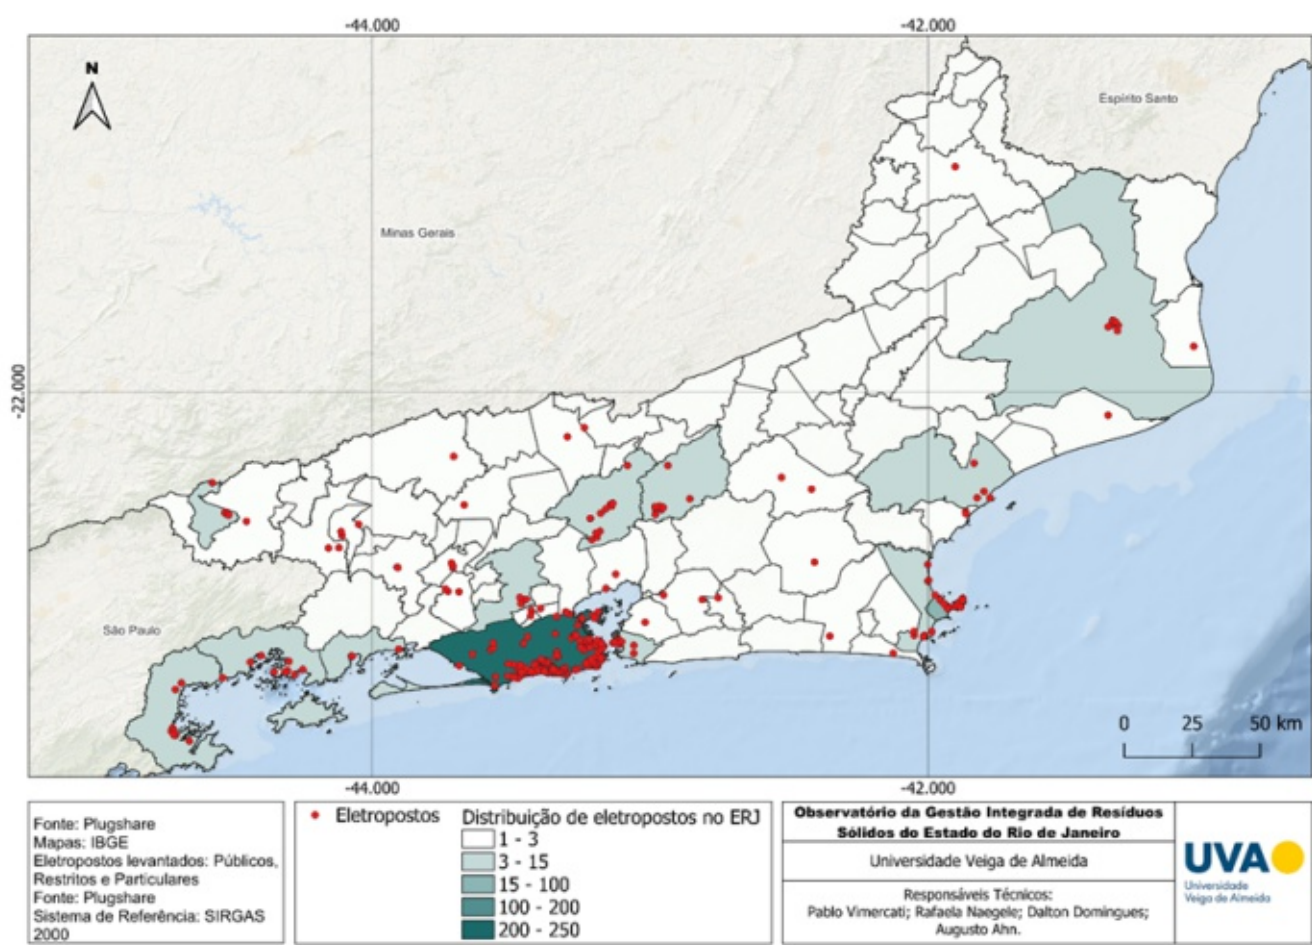 -44.000
-42.000
N
Espírito Santo
Minas Gerais
-22.000
-22.000
São Paulo
0 25 50 km
-44.000
-42.000
Fonte: Plugshare
Mapas: IBGE
Eletropostos levantados: Públicos,
Restritos e Particulares
Fonte: Plugshare
Sistema de Referência: SIRGAS
2000
Eletropostos
Distribuição de eletropostos no ERJ
1 - 3
3 - 15
15 - 100
100 - 200
200 - 250
Observatório da Gestão Integrada de Resíduos
Sólidos do Estado do Rio de Janeiro
Universidade Veiga de Almeida
Responsáveis Técnicos:
Pablo Vimercati; Rafaela Naegele; Dalton Domingues;
Augusto Ahn.
UVA
Universidade
Veiga de Almeida